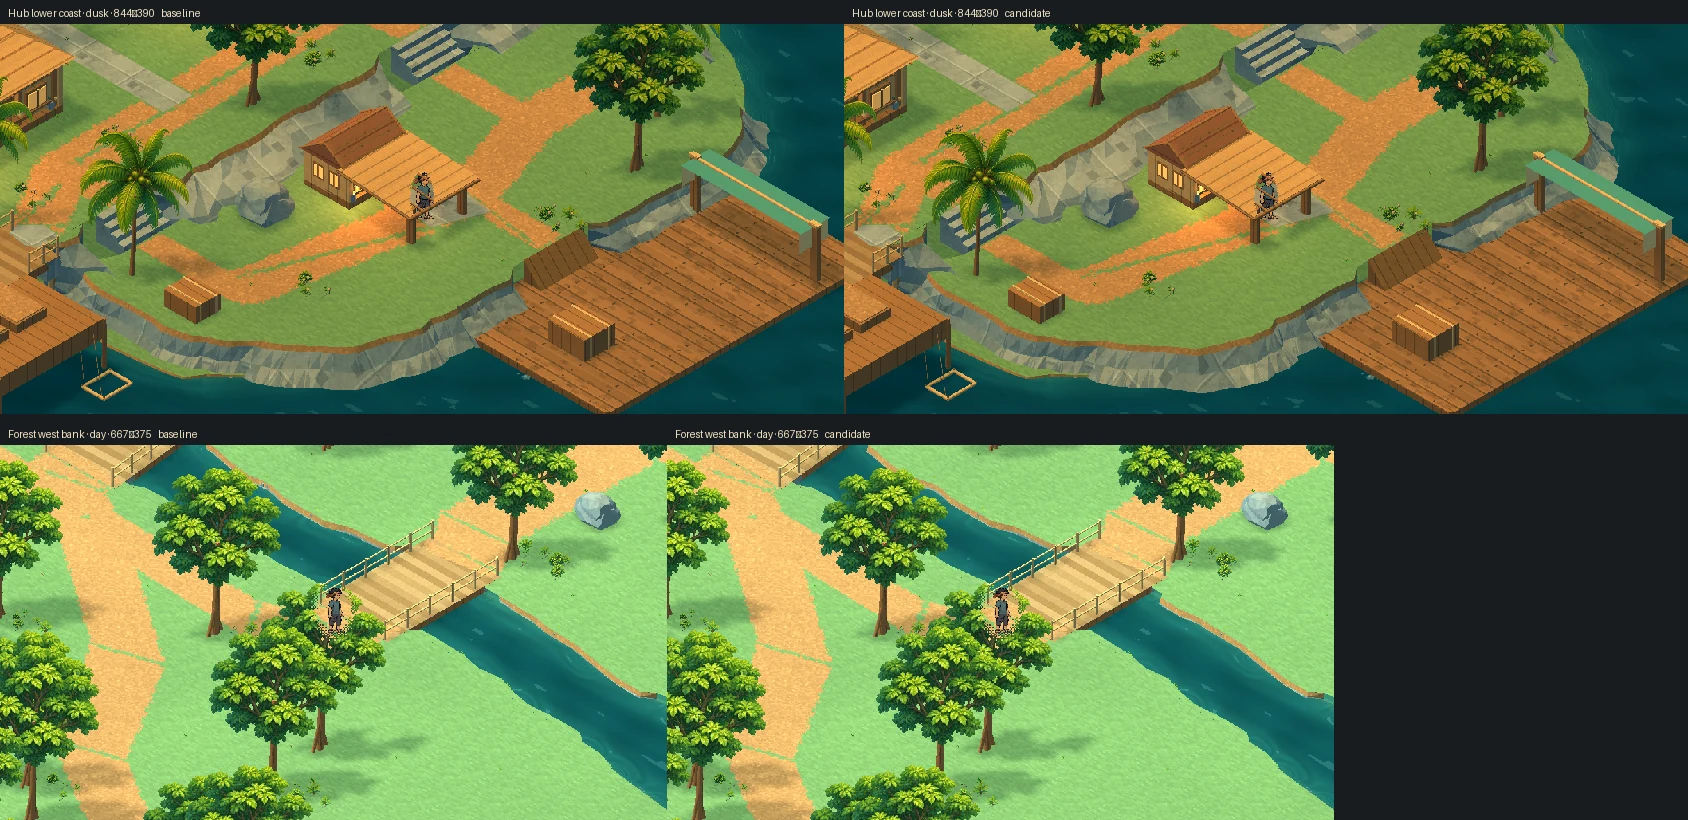 Hub lower coast · dusk · 844▯390 baseline
Hub lower coast · dusk · 844▯390 candidate
Forest west bank · day · 667▯375 baseline
Forest west bank · day · 667▯375 candidate